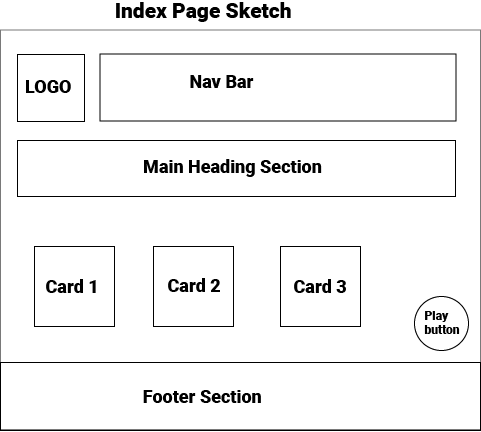 Index Page Sketch
LOGO
Nav Bar
Main Heading Section
Card 1
Card 2
Card 3
Play
button
Footer Section